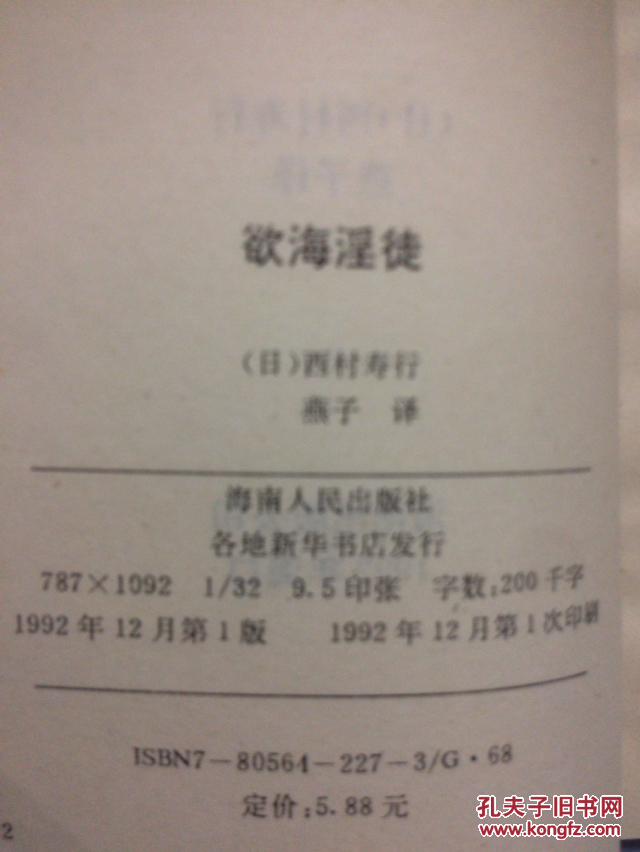 欲海淫徒
（日）西村寿行
燕子 译
海南人民出版社
各地新华书店发行
787×1092 1/32 9.5印张 字数:200千字
1992年12月第1版 1992年12月第1次印刷
ISBN7-80564-227-3/G·68
定价:5.88元
2
孔夫子旧书网
www.kongfz.com